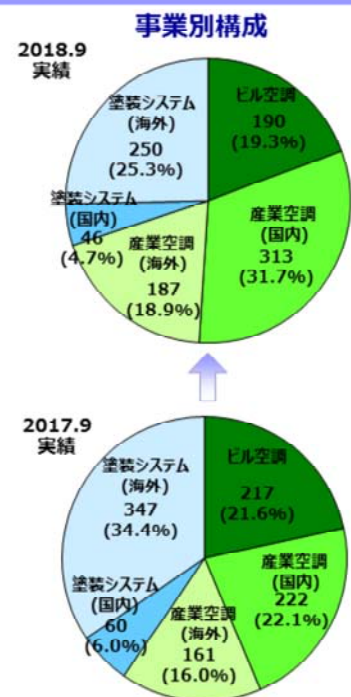 事業別構成
2018.9
実績
ビル空調
190
(19.3%)
産業空調
(国内)
313
(31.7%)
産業空調
(海外)
187
(18.9%)
塗装システム
(国内)
46
(4.7%)
塗装システム
(海外)
250
(25.3%)
2017.9
実績
ビル空調
217
(21.6%)
産業空調
(国内)
222
(22.1%)
産業空調
(海外)
161
(16.0%)
塗装システム
(国内)
60
(6.0%)
塗装システム
(海外)
347
(34.4%)